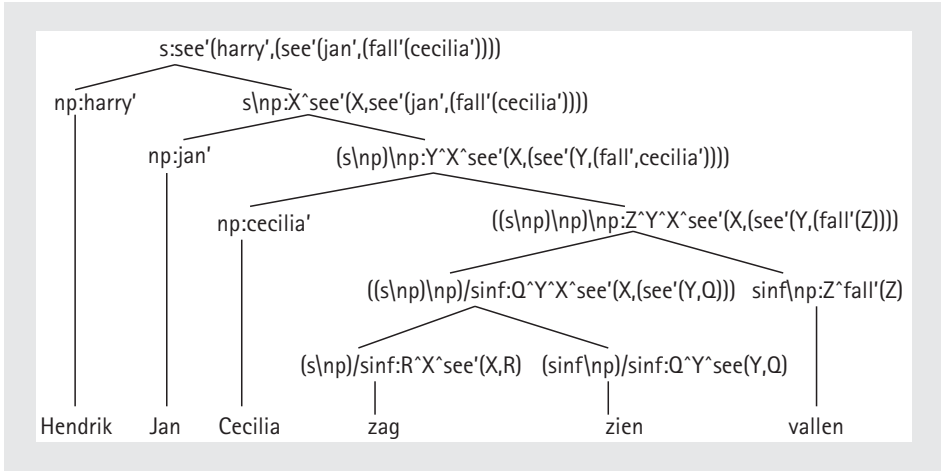 s:see’(harry’,(see’(jan’,(fall’(cecilia’))))
np:harry’ s\np:X^see’(X,see’(jan’,(fall’(cecilia’))))
np:jan’ (s\np)\np:Y^X^see’(X,(see’(Y,(fall’,cecilia’))))
np:cecilia’ ((s\np)\np)\np:Z^Y^X^see’(X,(see’(Y,(fall’(Z))))
((s\np)\np)/sinf:Q^Y^X^see’(X,(see’(Y,Q))) sinf\np:Z^fall’(Z)
(s\np)/sinf:R^X^see’(X,R) (sinf\np)/sinf:Q^Y^see(Y,Q)
Hendrik Jan Cecilia zag zien vallen